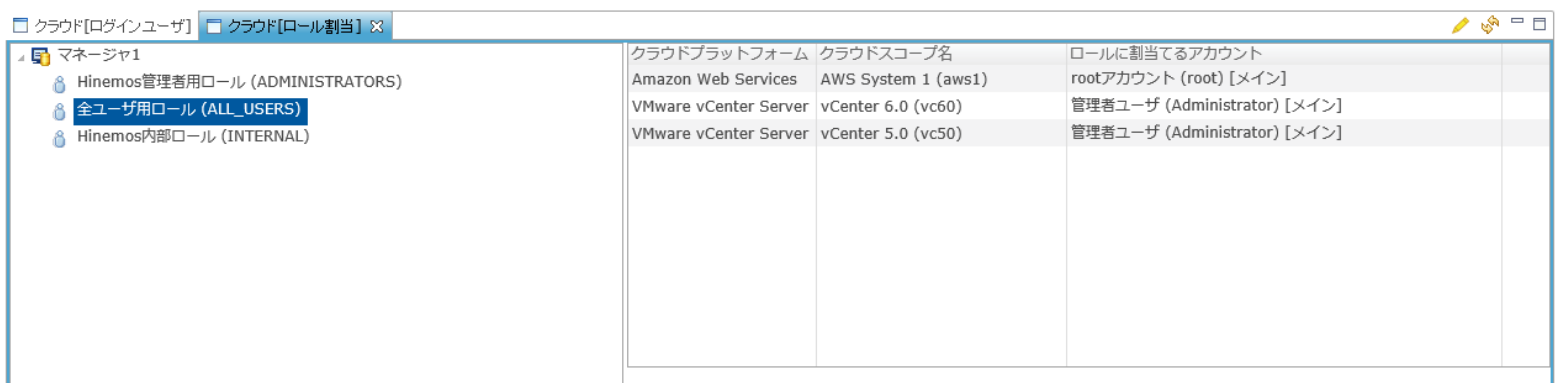 クラウド[ログインユーザ] クラウド[ロール割当]
マネージャ1
Hinemos管理者用ロール (ADMINISTRATORS)
全ユーザ用ロール (ALL_USERS)
Hinemos内部ロール (INTERNAL)
クラウドプラットフォーム クラウドスコープ名 ロールに割当てるアカウント
Amazon Web Services AWS System 1 (aws1) rootアカウント (root) [メイン]
VMware vCenter Server vCenter 6.0 (vc60) 管理者ユーザ (Administrator) [メイン]
VMware vCenter Server vCenter 5.0 (vc50) 管理者ユーザ (Administrator) [メイン]